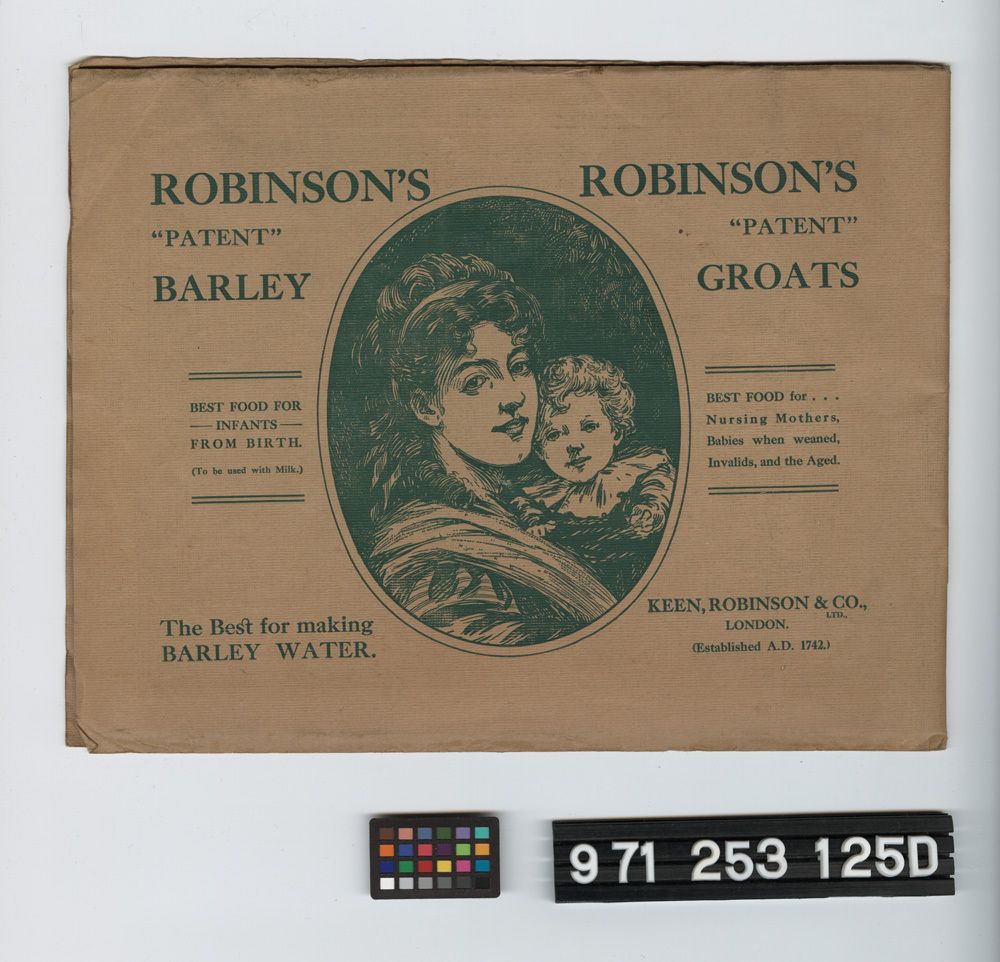 ROBINSON'S
"PATENT"
BARLEY
BEST FOOD FOR
— INFANTS —
FROM BIRTH.
(To be used with Milk.)
The Best for making
BARLEY WATER.
ROBINSON'S
"PATENT"
GROATS
BEST FOOD for . . .
Nursing Mothers,
Babies when weaned,
Invalids, and the Aged.
KEEN, ROBINSON & CO.,
LTD.,
LONDON.
(Established A.D. 1742.)
971 253 125D